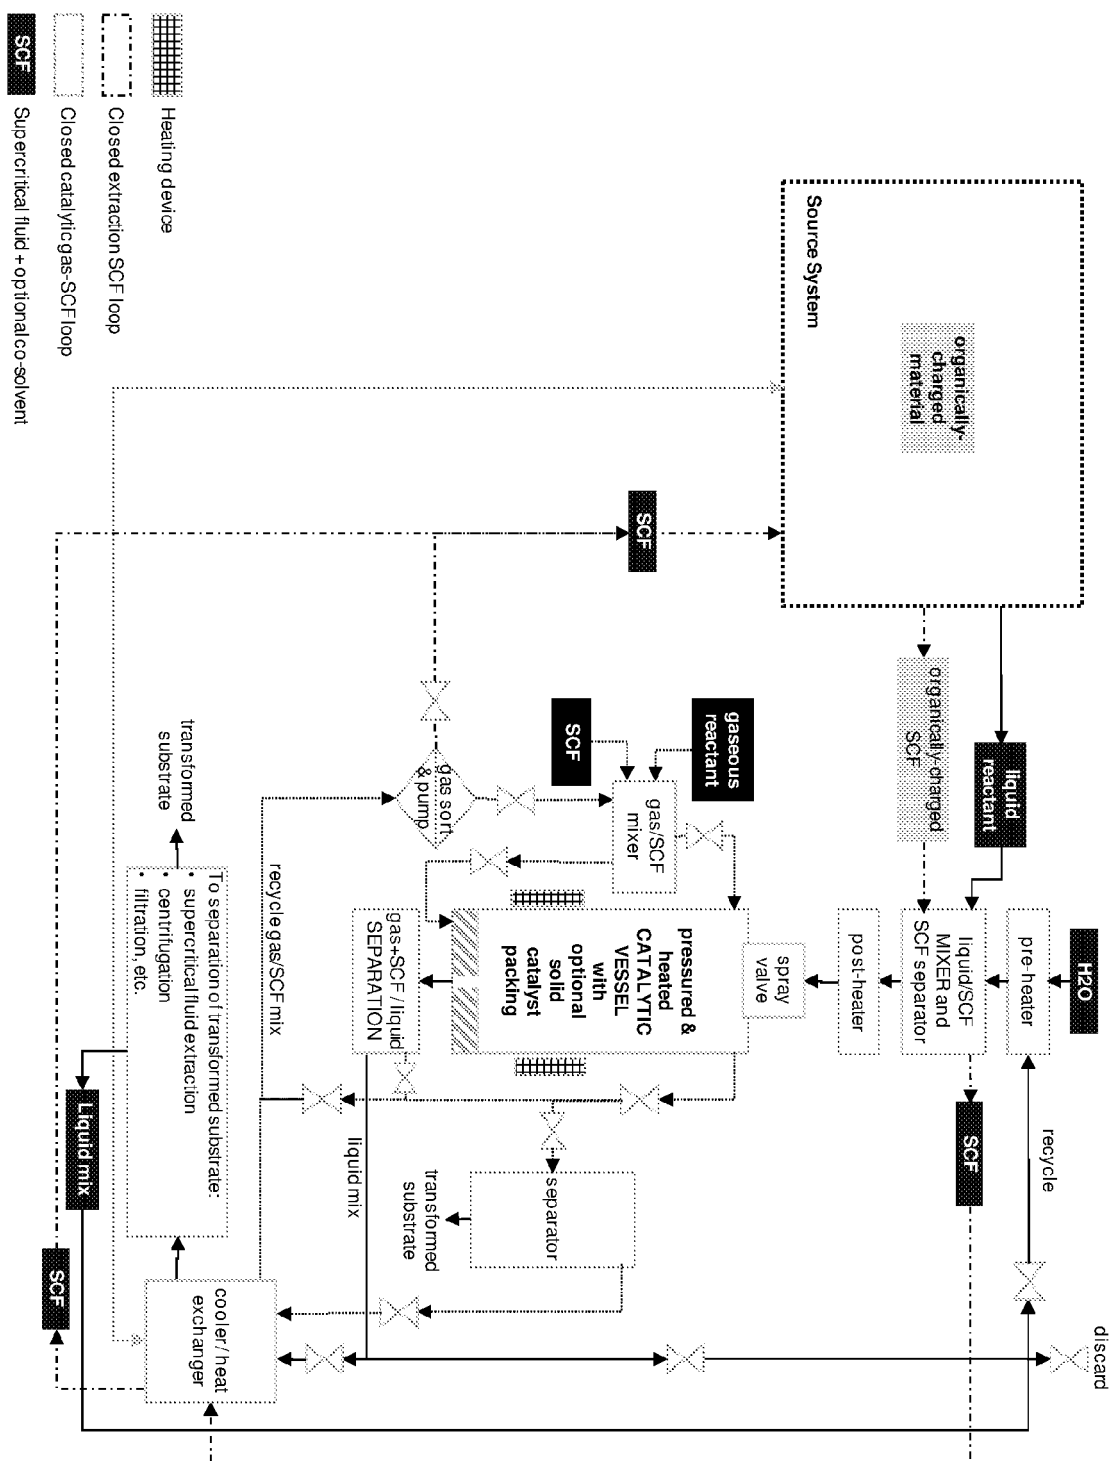 H2O
pre-heater
liquid/SCF
MIXER and
SCF separator
post-heater
spray
valve
pressured &
heated
CATALYTIC
VESSEL
with
optional
solid
catalyst
packing
gas+SCF / liquid
SEPARATION
Source System
organically-
charged
material
liquid
reactant
organically-charged
SCF
SCF
gaseous
reactant
SCF
gas/SCF
mixer
gas sort
& pump
recycle gas/SCF mix
recycle
SCF
discard
separator
transformed
substrate
liquid mix
cooler / heat
exchanger
To separation of transformed substrate:
• supercritical fluid extraction
• centrifugation
• filtration, etc.
transformed
substrate
Liquid mix
SCF
Heating device
Closed extraction SCF loop
Closed catalytic gas-SCF loop
SCF
Supercritical fluid + optional co-solvent